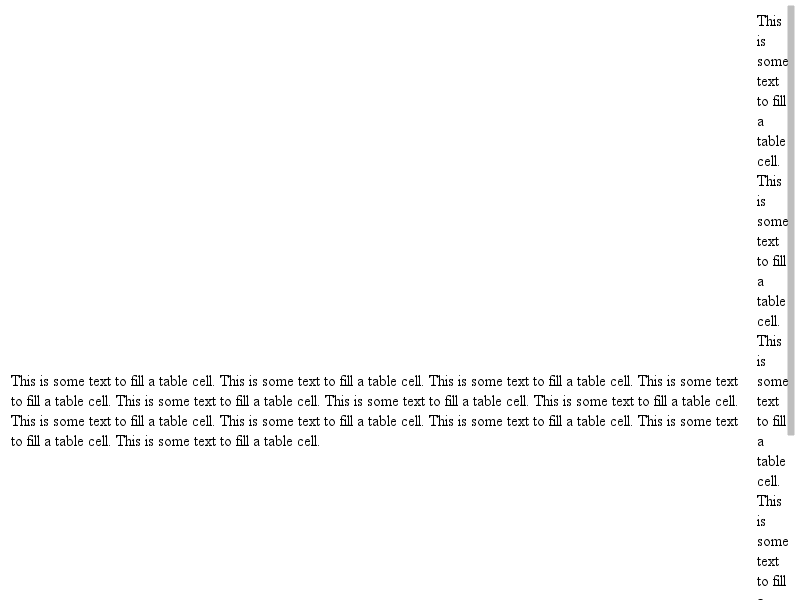 This is some text to fill a table cell. This is some text to fill a table cell. This is some text to fill a table cell. This is some text
to fill a table cell. This is some text to fill a table cell. This is some text to fill a table cell. This is some text to fill a table cell.
This is some text to fill a table cell. This is some text to fill a table cell. This is some text to fill a table cell. This is some text
to fill a table cell. This is some text to fill a table cell.
This
is
some
text
to fill
a
table
cell.
This
is
some
text
to fill
a
table
cell.
This
is
some
text
to fill
a
table
cell.
This
is
some
text
to fill